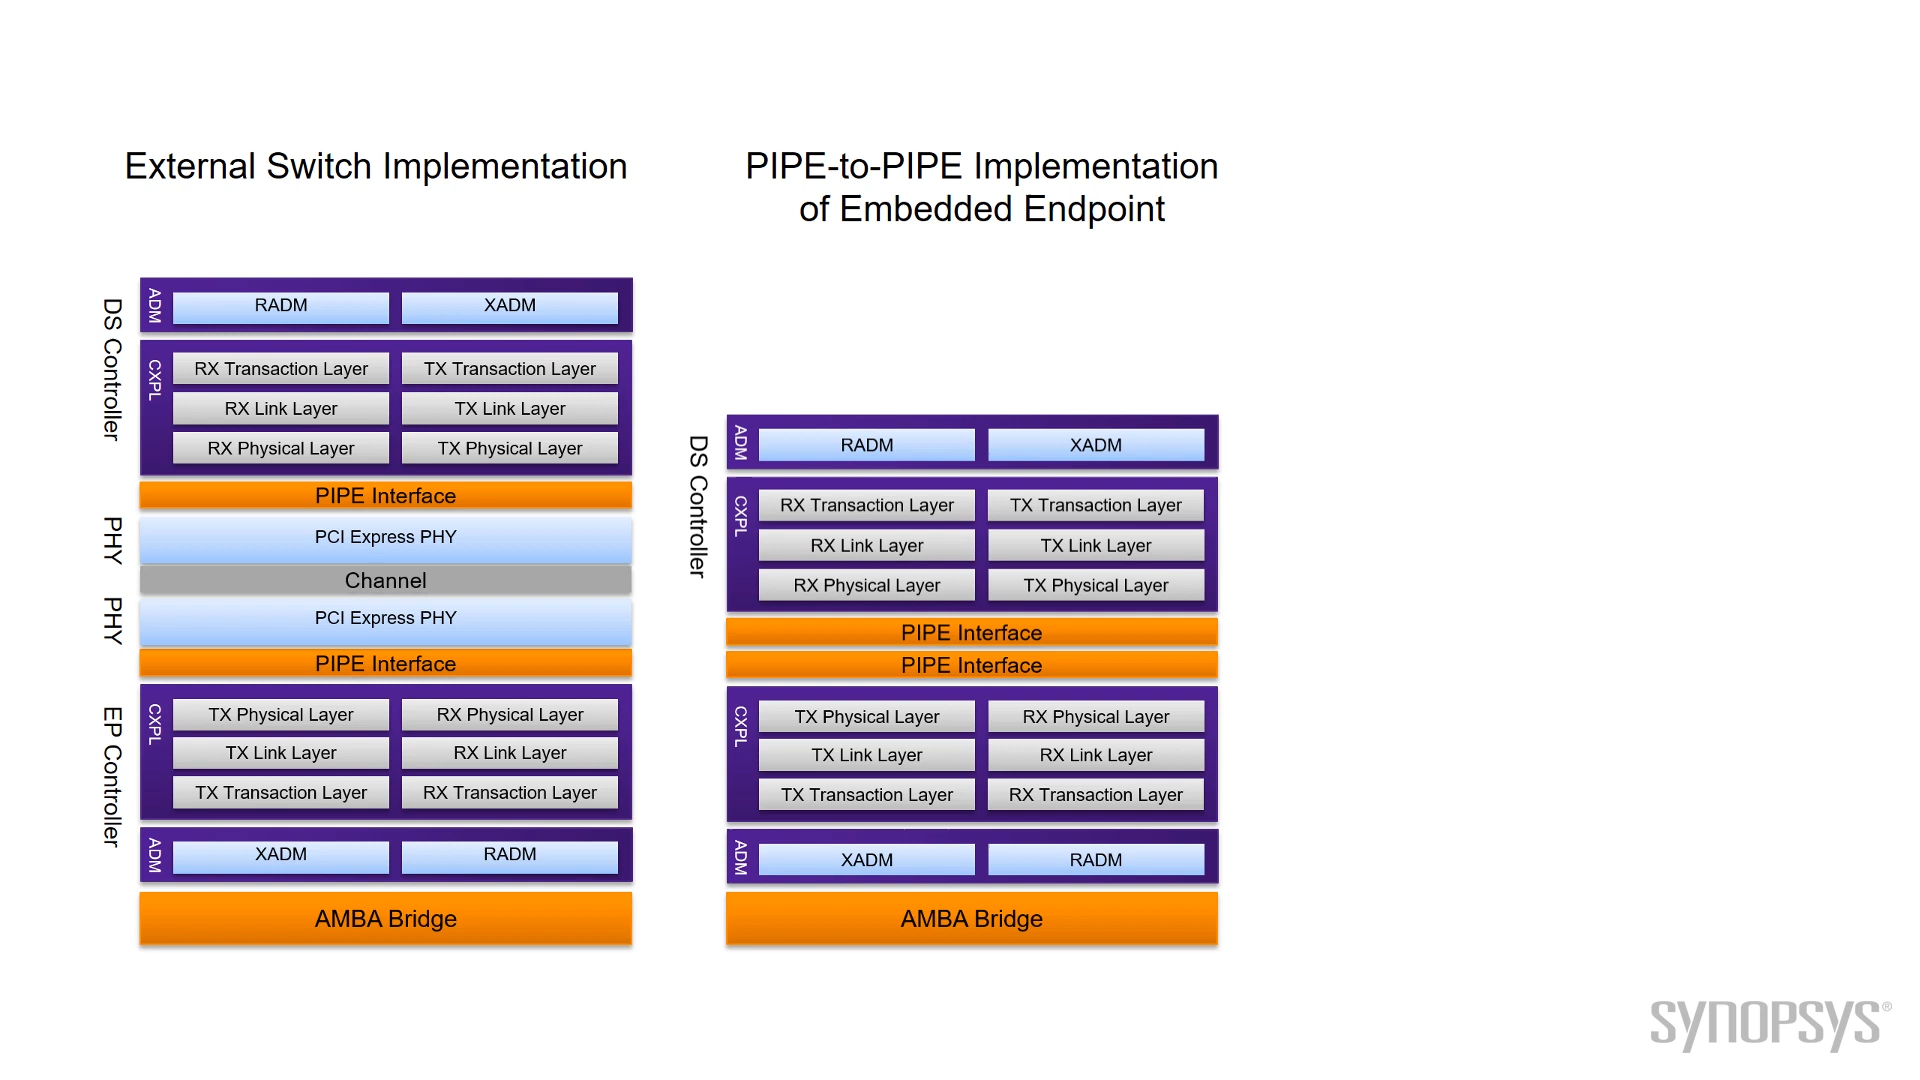 External Switch Implementation
DS Controller
ADM
RADM
XADM
CXPL
RX Transaction Layer
TX Transaction Layer
RX Link Layer
TX Link Layer
RX Physical Layer
TX Physical Layer
PIPE Interface
PHY
PCI Express PHY
Channel
PHY
PCI Express PHY
PIPE Interface
EP Controller
CXPL
TX Physical Layer
RX Physical Layer
TX Link Layer
RX Link Layer
TX Transaction Layer
RX Transaction Layer
ADM
XADM
RADM
AMBA Bridge
PIPE-to-PIPE Implementation
of Embedded Endpoint
DS Controller
ADM
RADM
XADM
CXPL
RX Transaction Layer
TX Transaction Layer
RX Link Layer
TX Link Layer
RX Physical Layer
TX Physical Layer
PIPE Interface
PIPE Interface
CXPL
TX Physical Layer
RX Physical Layer
TX Link Layer
RX Link Layer
TX Transaction Layer
RX Transaction Layer
ADM
XADM
RADM
AMBA Bridge
SYNOPSYS®